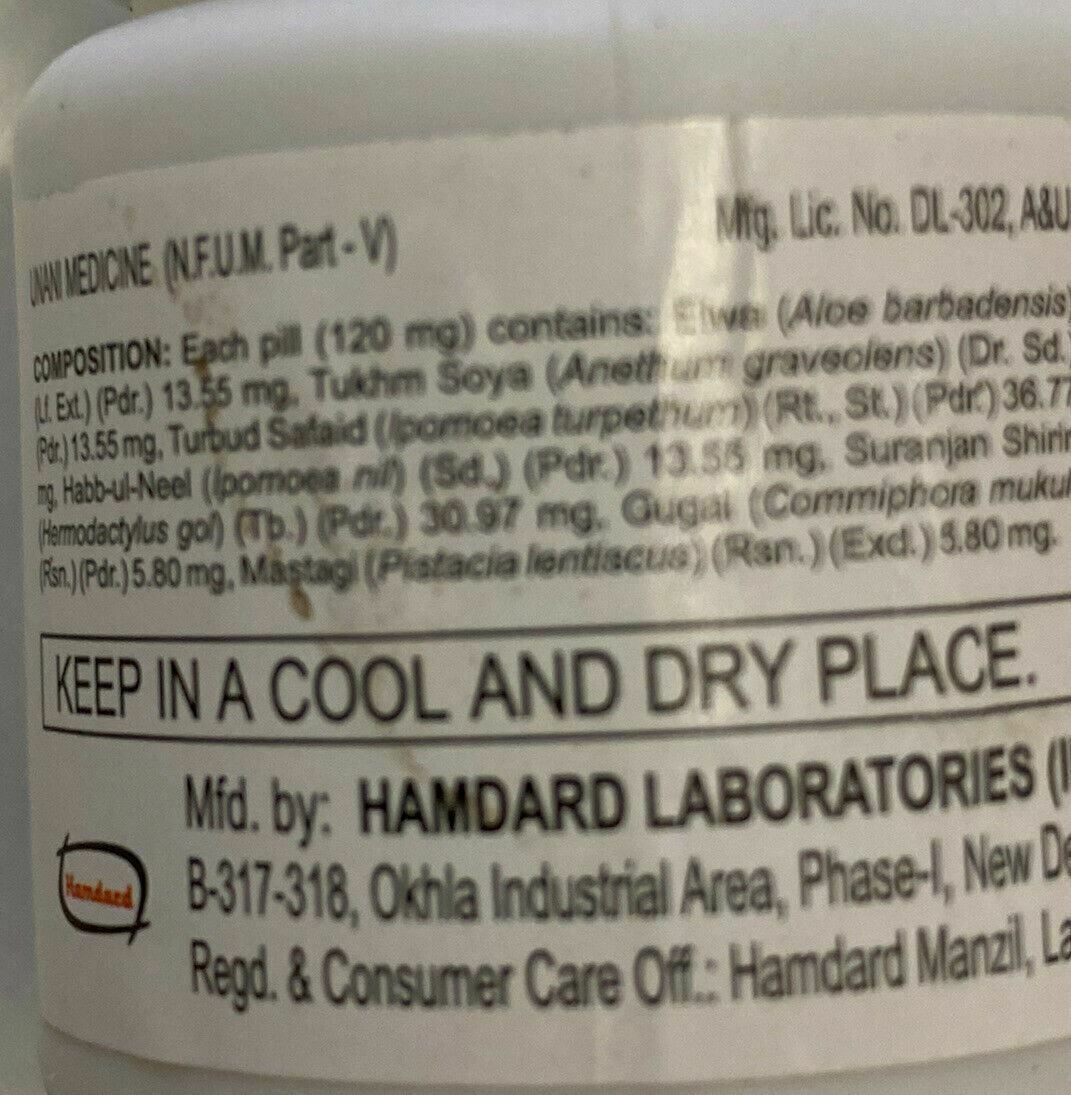 UNANI MEDICINE (N.F.U.M. Part - V)
Mfg. Lic. No. DL-302, A&U
COMPOSITION: Each pill (120 mg) contains: Elwa (Aloe barbadensis)
(Lf. Ext.) (Pdr.) 13.55 mg, Tukhm Soya (Anethum graveolens) (Dr. Sd.)
(Pdr.) 13.55 mg, Turbud Safaid (Ipomoea turpethum) (Rt., St.) (Pdr.) 36.77
mg, Habb-ul-Neel (Ipomoea nil) (Sd.) (Pdr.) 13.55 mg, Suranjan Shirin
(Hermodactylus gol) (Tb.) (Pdr.) 30.97 mg, Gugal (Commiphora mukul
(Rsn.) (Pdr.) 5.80 mg, Mastagi (Pistacia lentiscus) (Rsn.) (Excl.) 5.80 mg.
KEEP IN A COOL AND DRY PLACE.
Mfd. by: HAMDARD LABORATORIES (I
Hamdard
B-317-318, Okhla Industrial Area, Phase-I, New De
Regd. & Consumer Care Off.: Hamdard Manzil, La